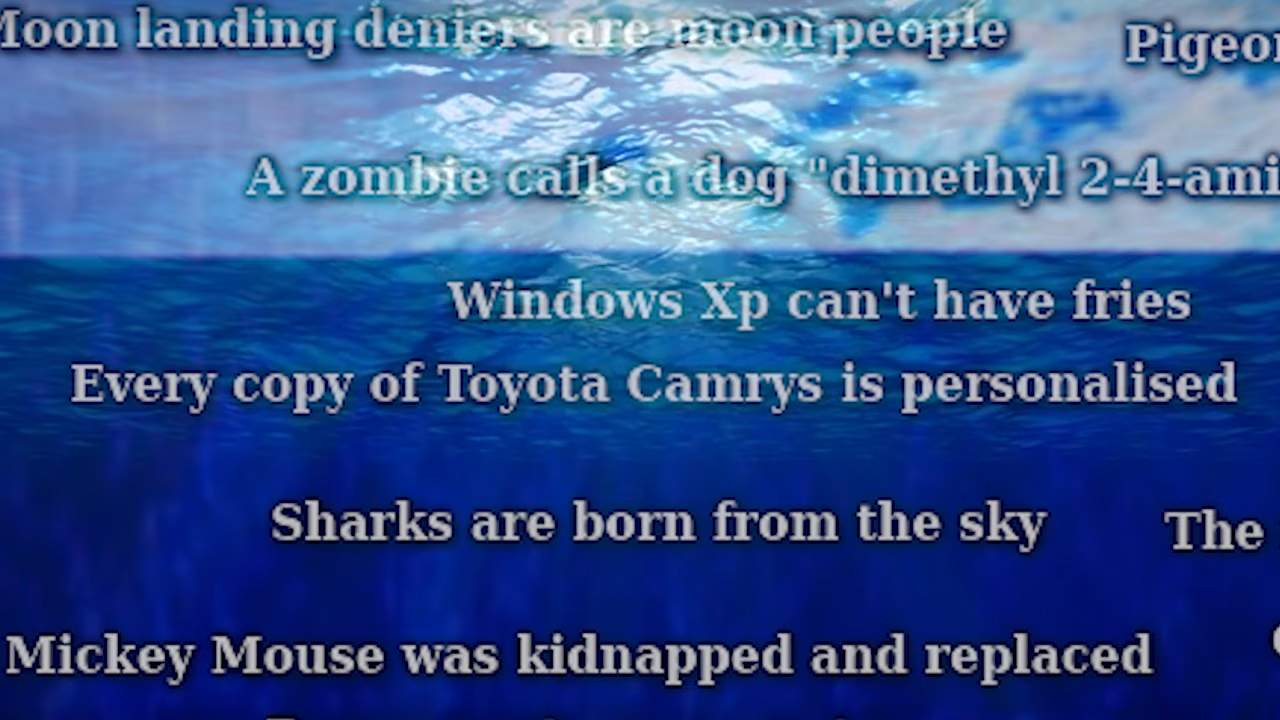 Moon landing deniers are moon people
A zombie calls a dog "dimethyl 2-4-ami
Windows Xp can't have fries
Every copy of Toyota Camrys is personalised
Sharks are born from the sky
The
Mickey Mouse was kidnapped and replaced